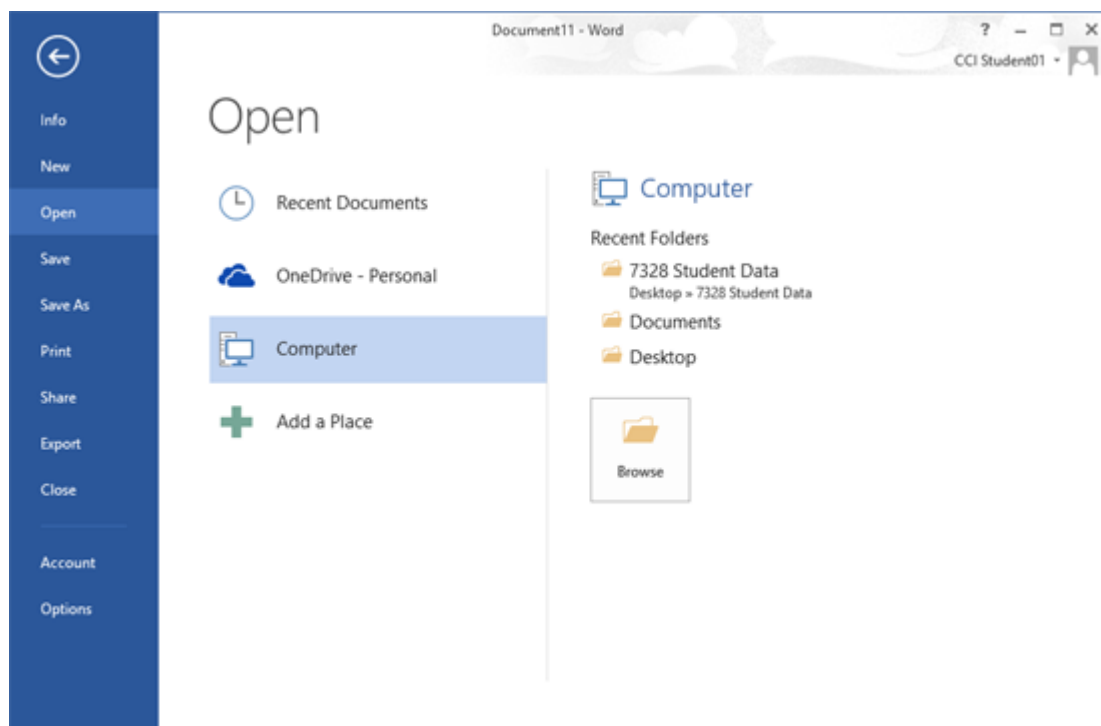 Document11 - Word
?
CCI Student01
Info
New
Open
Save
Save As
Print
Share
Export
Close
Account
Options
Open
Recent Documents
OneDrive - Personal
Computer
Add a Place
Computer
Recent Folders
7328 Student Data
Desktop » 7328 Student Data
Documents
Desktop
Browse